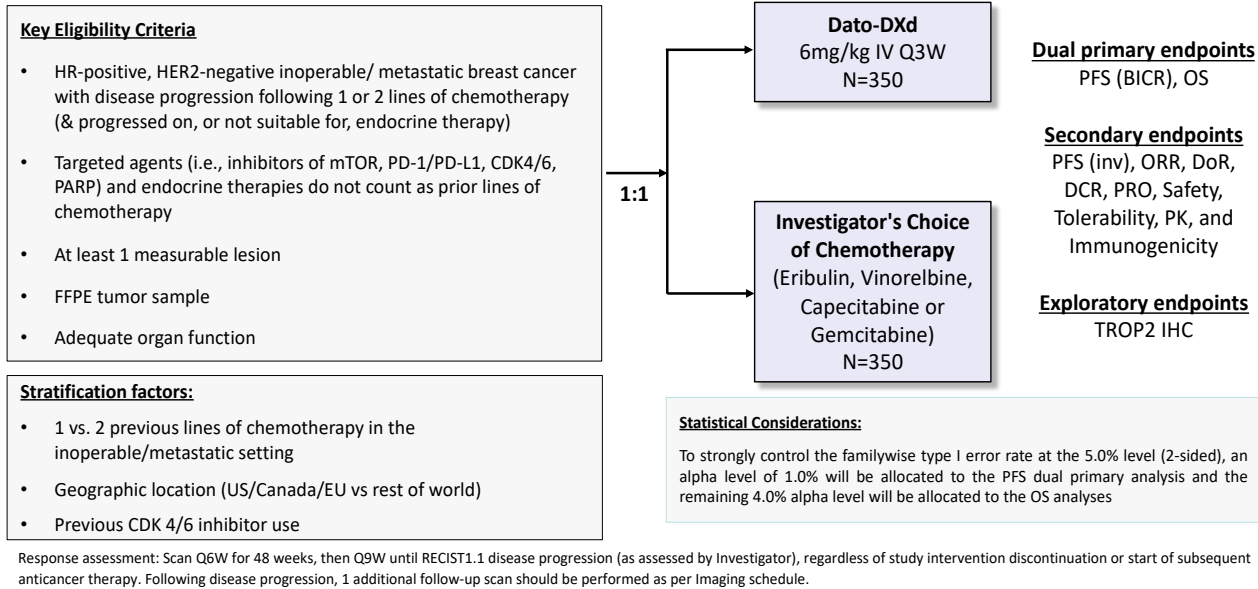 Key Eligibility Criteria
• HR-positive, HER2-negative inoperable/ metastatic breast cancer
with disease progression following 1 or 2 lines of chemotherapy
(& progressed on, or not suitable for, endocrine therapy)
• Targeted agents (i.e., inhibitors of mTOR, PD-1/PD-L1, CDK4/6,
PARP) and endocrine therapies do not count as prior lines of
chemotherapy
• At least 1 measurable lesion
• FFPE tumor sample
• Adequate organ function
Stratification factors:
• 1 vs. 2 previous lines of chemotherapy in the
inoperable/metastatic setting
• Geographic location (US/Canada/EU vs rest of world)
• Previous CDK 4/6 inhibitor use
1:1
Dato-DXd
6mg/kg IV Q3W
N=350
Investigator's Choice
of Chemotherapy
(Eribulin, Vinorelbine,
Capecitabine or
Gemcitabine)
N=350
Dual primary endpoints
PFS (BICR), OS
Secondary endpoints
PFS (inv), ORR, DoR,
DCR, PRO, Safety,
Tolerability, PK, and
Immunogenicity
Exploratory endpoints
TROP2 IHC
Statistical Considerations:
To strongly control the familywise type I error rate at the 5.0% level (2-sided), an
alpha level of 1.0% will be allocated to the PFS dual primary analysis and the
remaining 4.0% alpha level will be allocated to the OS analyses
Response assessment: Scan Q6W for 48 weeks, then Q9W until RECIST1.1 disease progression (as assessed by Investigator), regardless of study intervention discontinuation or start of subsequent
anticancer therapy. Following disease progression, 1 additional follow-up scan should be performed as per Imaging schedule.